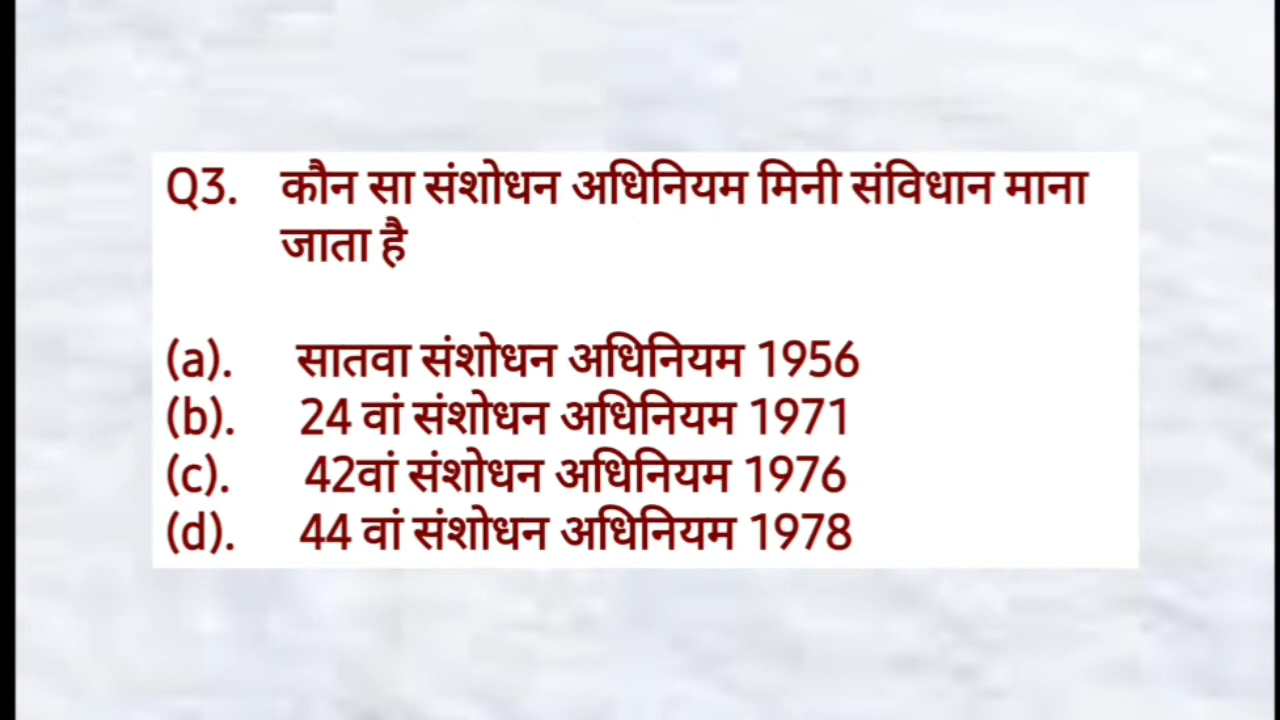 Q3. कौन सा संशोधन अधिनियम मिनी संविधान माना
जाता है
(a). सातवा संशोधन अधिनियम 1956
(b). 24 वां संशोधन अधिनियम 1971
(c). 42वां संशोधन अधिनियम 1976
(d). 44 वां संशोधन अधिनियम 1978